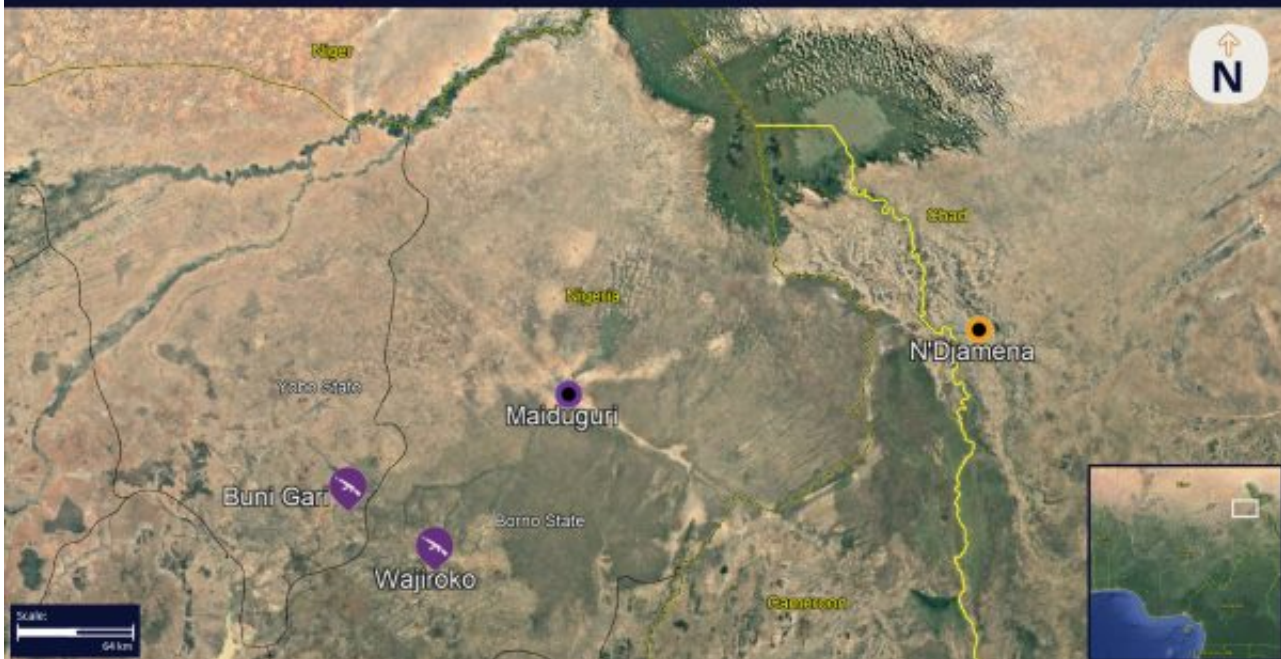 N
Niger
Chad
Nigeria
N'Djamena
Yobe State
Maiduguri
Buni Gari
Borno State
Wajiroko
Cameroon
Scale:
64 km